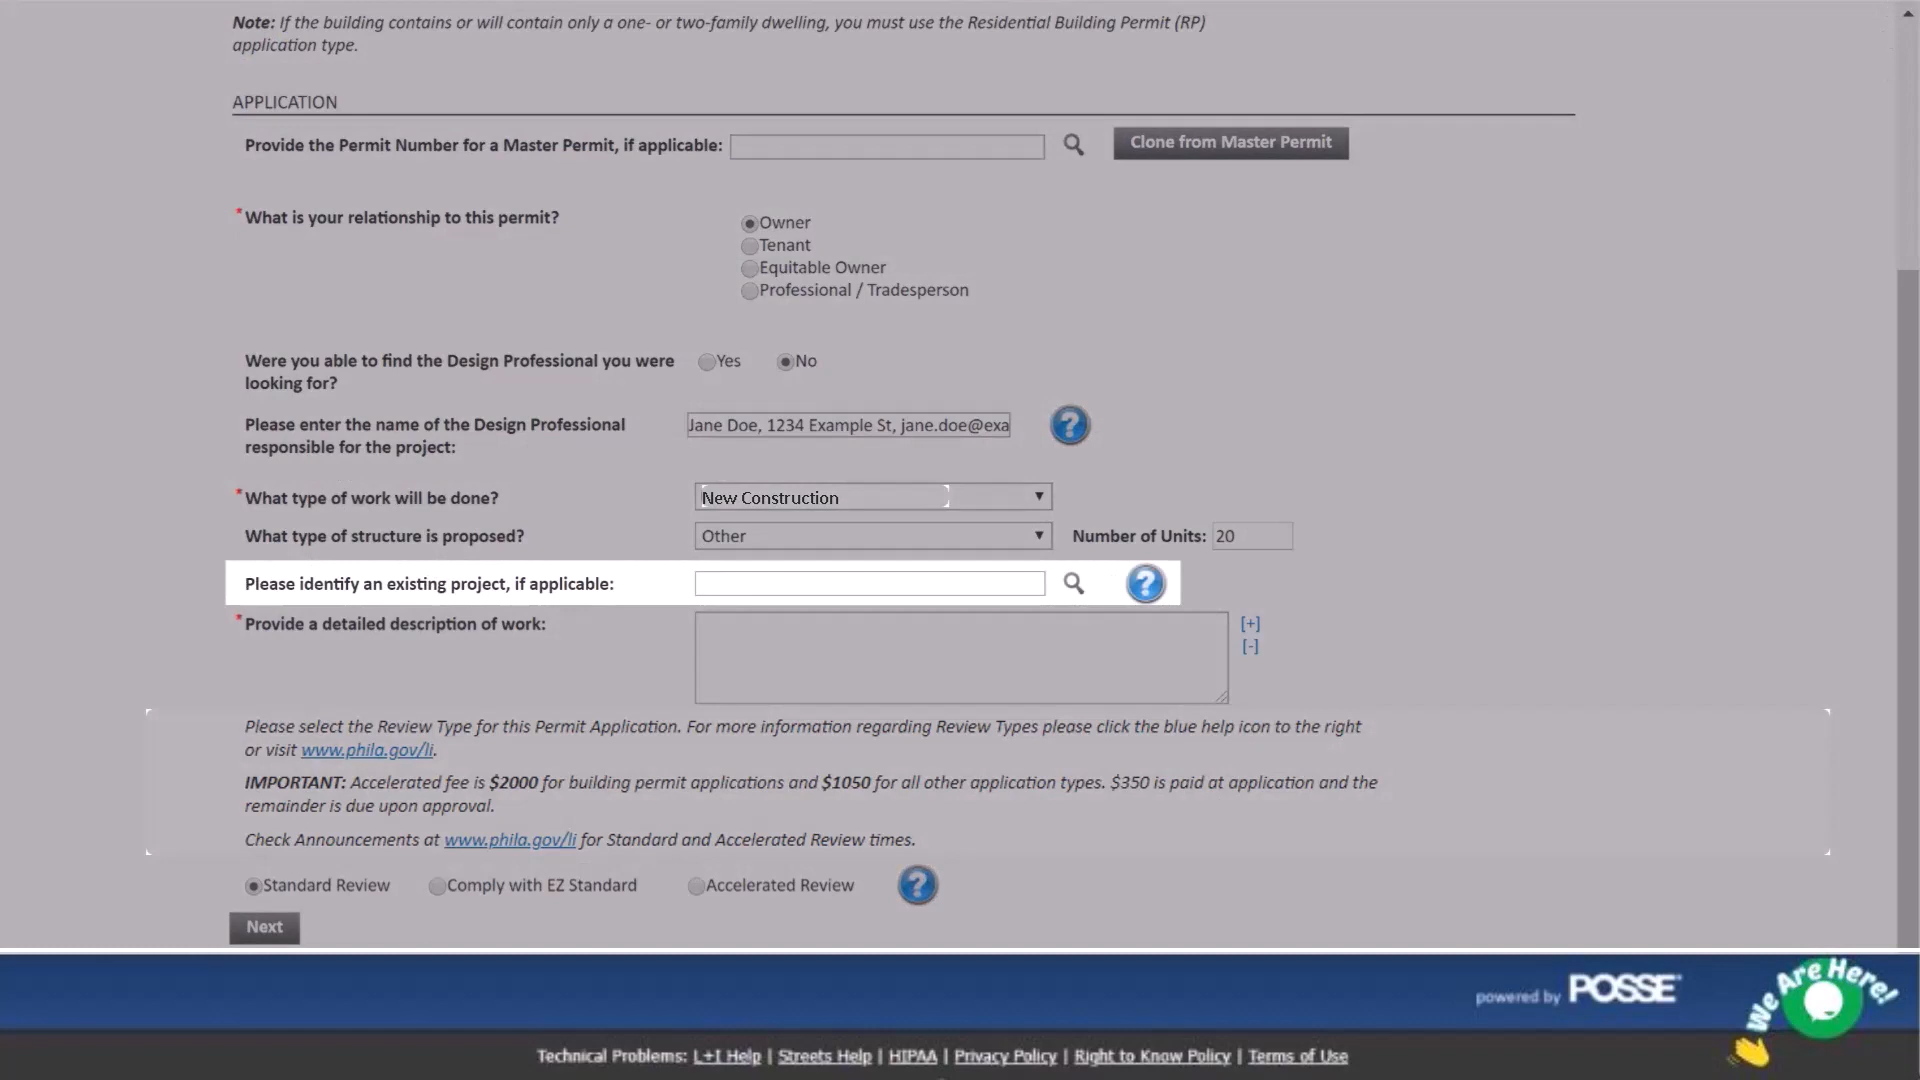 Note: If the building contains or will contain only a one- or two-family dwelling, you must use the Residential Building Permit (RP)
application type.
APPLICATION
Provide the Permit Number for a Master Permit, if applicable:
Clone from Master Permit
*What is your relationship to this permit?
Owner
Tenant
Equitable Owner
Professional / Tradesperson
Were you able to find the Design Professional you were
looking for?
Yes No
Please enter the name of the Design Professional
responsible for the project:
Jane Doe, 1234 Example St, jane.doe@exa
?
*What type of work will be done? New Construction
What type of structure is proposed? Other Number of Units: 20
Please identify an existing project, if applicable: ?
*Provide a detailed description of work:
[+]
[-]
Please select the Review Type for this Permit Application. For more information regarding Review Types please click the blue help icon to the right
or visit www.phila.gov/li.
IMPORTANT: Accelerated fee is $2000 for building permit applications and $1050 for all other application types. $350 is paid at application and the
remainder is due upon approval.
Check Announcements at www.phila.gov/li for Standard and Accelerated Review times.
Standard Review Comply with EZ Standard Accelerated Review ?
Next
powered by POSSE
We Are Here!
Technical Problems: L+I Help | Streets Help | HIPAA | Privacy Policy | Right to Know Policy | Terms of Use